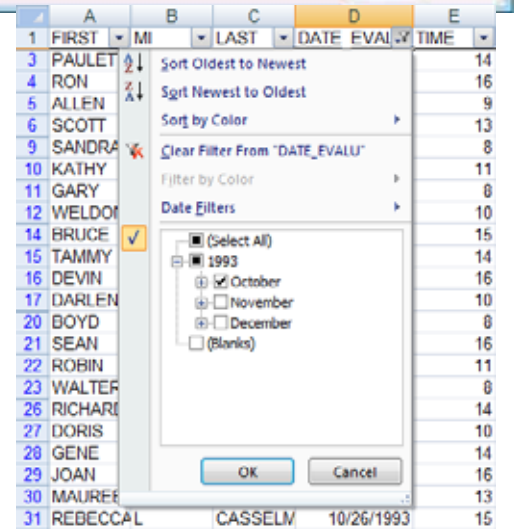 A B C D E
1 FIRST MI LAST DATE_EVAL TIME
3 PAULET 14
4 RON 16
5 ALLEN 9
6 SCOTT 13
9 SANDRA 8
10 KATHY 11
11 GARY 8
12 WELDON 10
14 BRUCE 15
15 TAMMY 14
16 DEVIN 16
17 DARLEN 10
20 BOYD 8
21 SEAN 16
22 ROBIN 11
23 WALTER 8
26 RICHARD 14
27 DORIS 10
28 GENE 14
29 JOAN 16
30 MAUREE 13
31 REBECCA L CASSELM 10/26/1993 15
Sort Oldest to Newest
Sort Newest to Oldest
Sort by Color
Clear Filter From "DATE_EVALU"
Filter by Color
Date Filters
(Select All)
1993
October
November
December
(Blanks)
OK Cancel